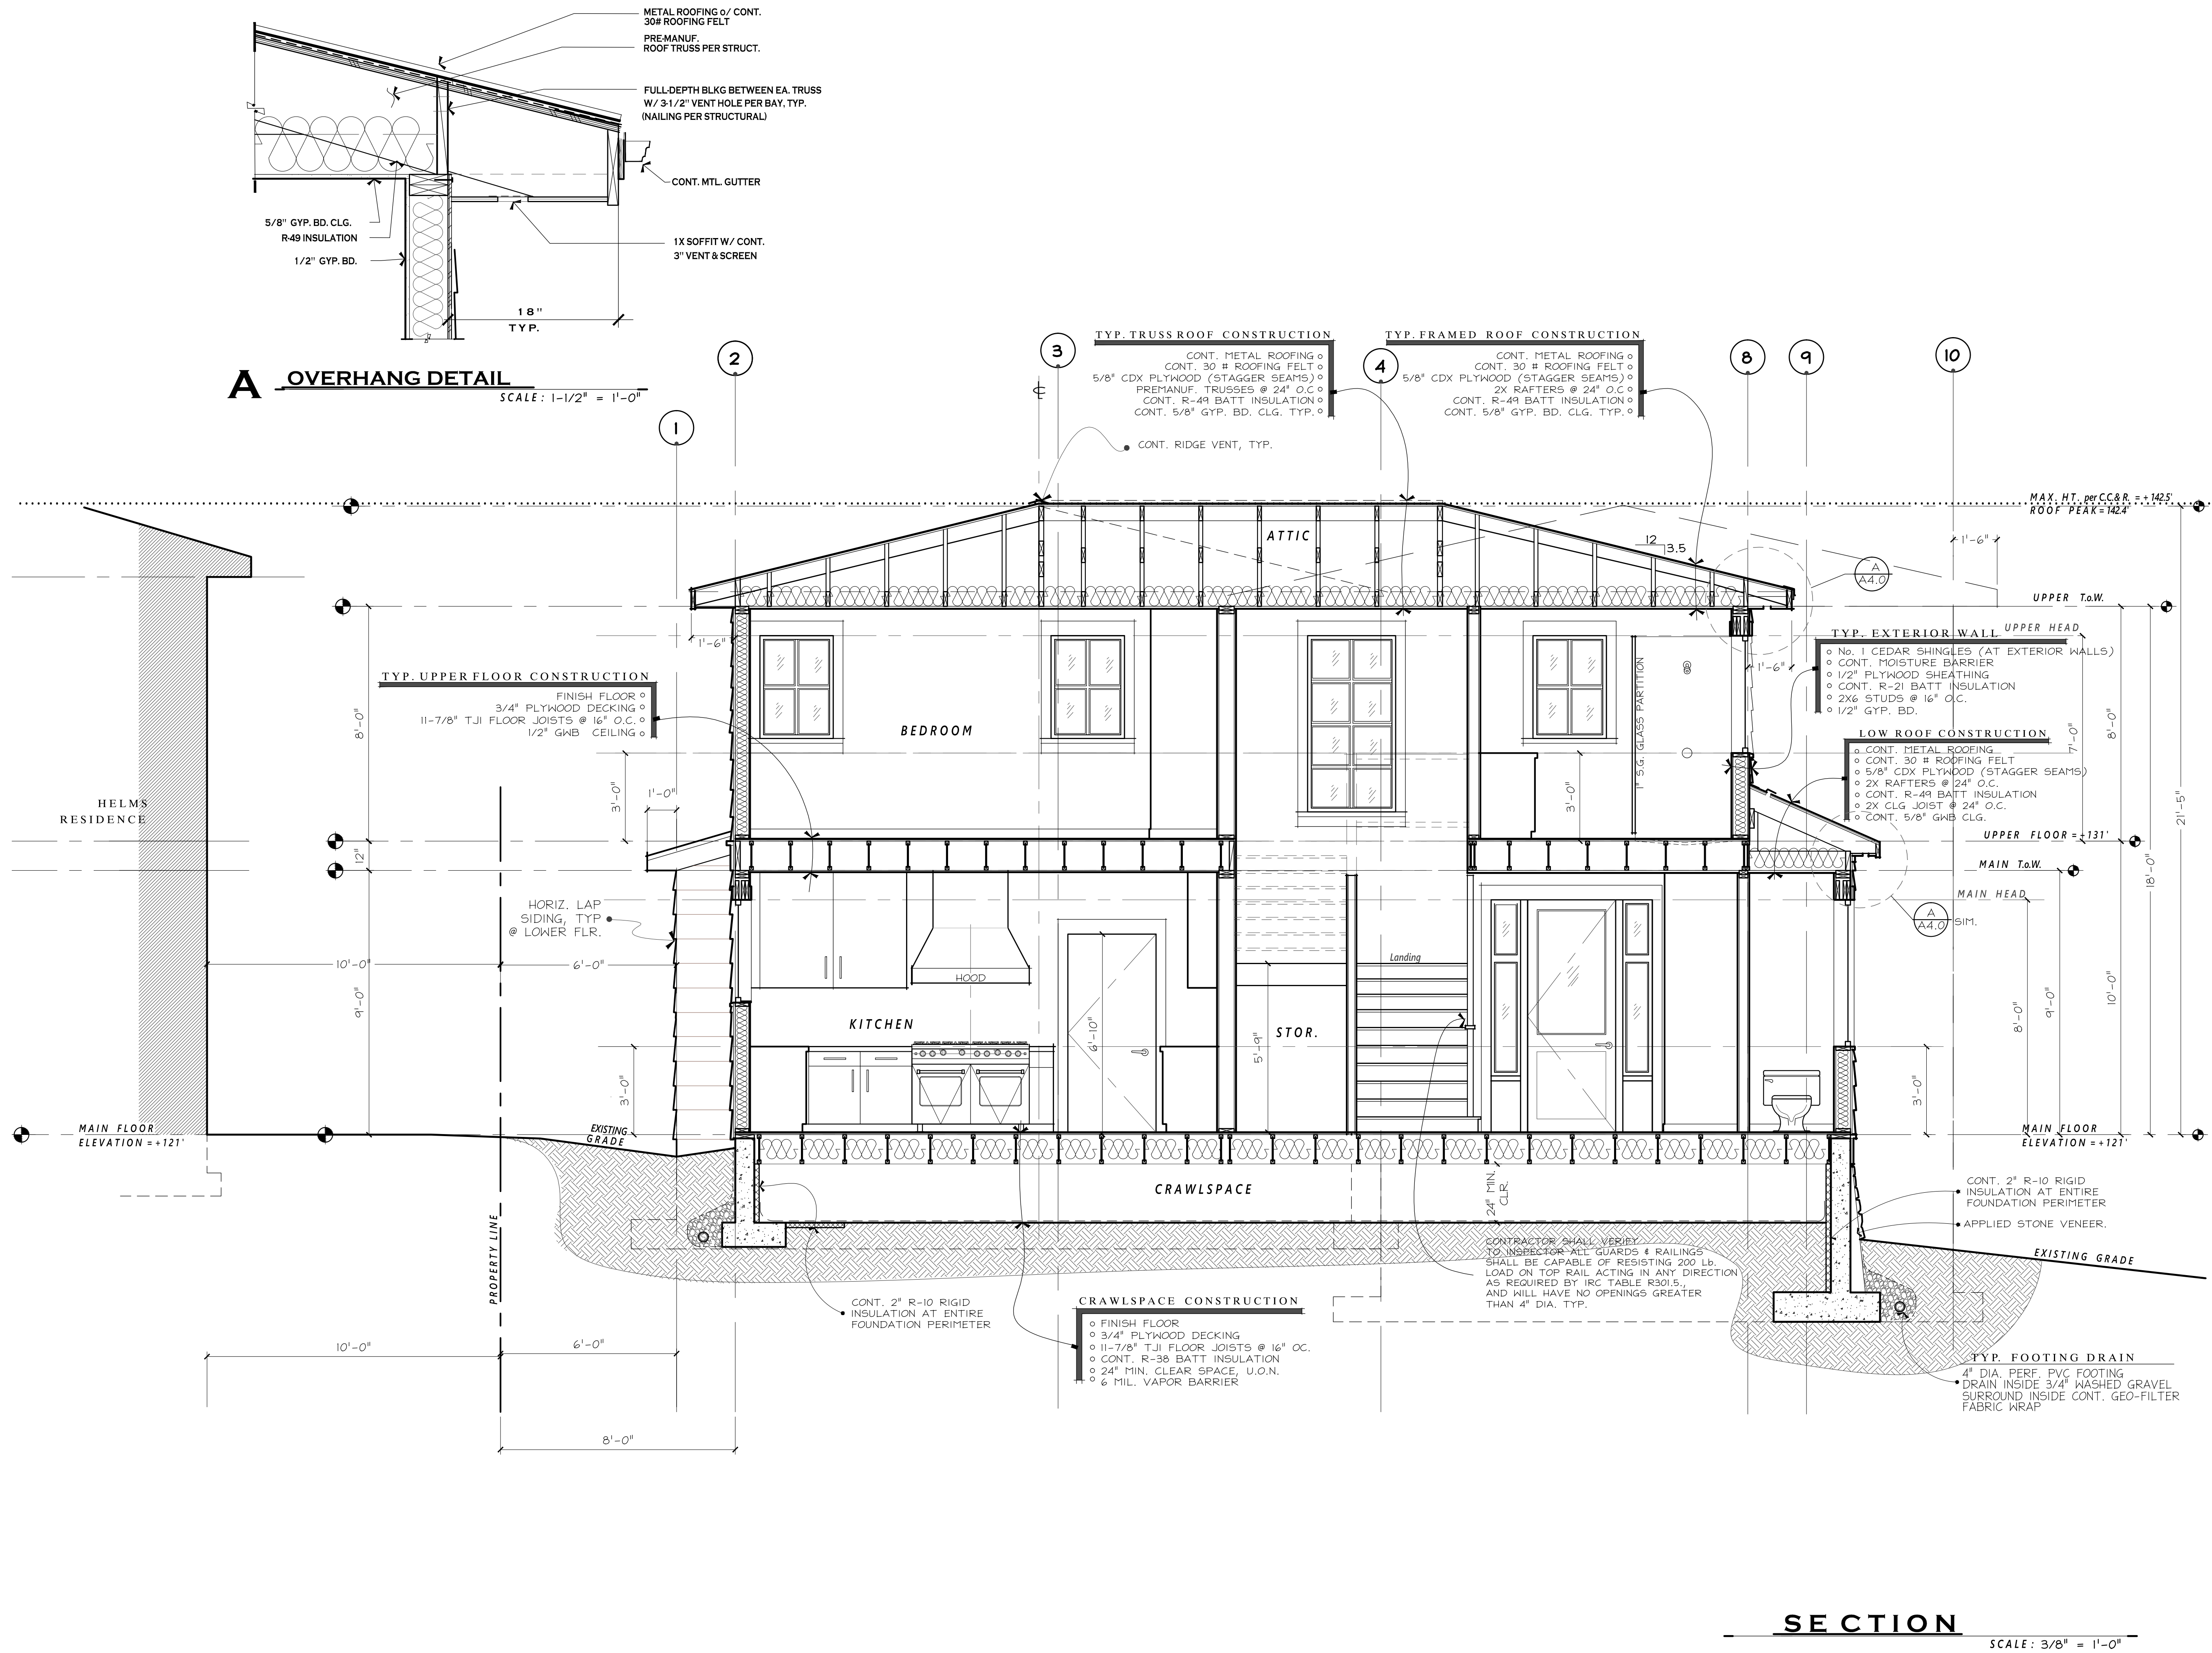 METAL ROOFING o/ CONT.
30# ROOFING FELT
PRE-MANUF.
ROOF TRUSS PER STRUCT.
FULL-DEPTH BLKG BETWEEN EA. TRUSS
W/ 3-1/2" VENT HOLE PER BAY, TYP.
(NAILING PER STRUCTURAL)
CONT. MTL. GUTTER
5/8" GYP. BD. CLG.
R-49 INSULATION
1/2" GYP. BD.
1X SOFFIT W/ CONT.
3" VENT & SCREEN
18"
TYP.
A OVERHANG DETAIL
SCALE: 1-1/2" = 1'-0"
1
2
3
4
8
9
10
TYP. TRUSS ROOF CONSTRUCTION
CONT. METAL ROOFING
CONT. 30 # ROOFING FELT
5/8" CDX PLYWOOD (STAGGER SEAMS)
PREMANUF. TRUSSES @ 24" O.C
CONT. R-49 BATT INSULATION
CONT. 5/8" GYP. BD. CLG. TYP.
TYP. FRAMED ROOF CONSTRUCTION
CONT. METAL ROOFING
CONT. 30 # ROOFING FELT
5/8" CDX PLYWOOD (STAGGER SEAMS)
2X RAFTERS @ 24" O.C
CONT. R-49 BATT INSULATION
CONT. 5/8" GYP. BD. CLG. TYP.
CONT. RIDGE VENT, TYP.
MAX. HT. per C.C.& R. = + 142.5'
ROOF PEAK = 142.4'
1'-6"
ATTIC
12
3.5
A
A4.0
UPPER T.o.W.
UPPER HEAD
1'-6"
1'-6"
TYP. EXTERIOR WALL
No. 1 CEDAR SHINGLES (AT EXTERIOR WALLS)
CONT. MOISTURE BARRIER
1/2" PLYWOOD SHEATHING
CONT. R-21 BATT INSULATION
2X6 STUDS @ 16" O.C.
1/2" GYP. BD.
TYP. UPPER FLOOR CONSTRUCTION
FINISH FLOOR
3/4" PLYWOOD DECKING
11-7/8" TJI FLOOR JOISTS @ 16" O.C.
1/2" GWB CEILING
BEDROOM
1" S.G. GLASS PARTITION
LOW ROOF CONSTRUCTION
CONT. METAL ROOFING
CONT. 30 # ROOFING FELT
5/8" CDX PLYWOOD (STAGGER SEAMS)
2X RAFTERS @ 24" O.C.
CONT. R-49 BATT INSULATION
2X CLG JOIST @ 24" O.C.
CONT. 5/8" GWB CLG.
8'-0"
3'-0"
1'-0"
3'-0"
7'-0"
8'-0"
21'-5"
18'-0"
HELMS
RESIDENCE
UPPER FLOOR = +131'
12"
MAIN T.o.W.
MAIN HEAD
A
A4.0
SIM.
HORIZ. LAP
SIDING, TYP
@ LOWER FLR.
10'-0"
6'-0"
HOOD
Landing
9'-0"
KITCHEN
6'-10"
5'-9"
STOR.
3'-0"
3'-0"
8'-0"
9'-0"
10'-0"
MAIN FLOOR
ELEVATION = +121'
EXISTING
GRADE
MAIN FLOOR
ELEVATION = +121'
CRAWLSPACE
24" MIN.
CLR.
PROPERTY LINE
CONT. 2" R-10 RIGID
INSULATION AT ENTIRE
FOUNDATION PERIMETER
APPLIED STONE VENEER.
EXISTING GRADE
CONTRACTOR SHALL VERIFY
TO INSPECTOR ALL GUARDS & RAILINGS
SHALL BE CAPABLE OF RESISTING 200 Lb.
LOAD ON TOP RAIL ACTING IN ANY DIRECTION
AS REQUIRED BY IRC TABLE R301.5.,
AND WILL HAVE NO OPENINGS GREATER
THAN 4" DIA. TYP.
CONT. 2" R-10 RIGID
INSULATION AT ENTIRE
FOUNDATION PERIMETER
CRAWLSPACE CONSTRUCTION
FINISH FLOOR
3/4" PLYWOOD DECKING
11-7/8" TJI FLOOR JOISTS @ 16" OC.
CONT. R-38 BATT INSULATION
24" MIN. CLEAR SPACE, U.O.N.
6 MIL. VAPOR BARRIER
10'-0"
6'-0"
8'-0"
TYP. FOOTING DRAIN
4" DIA. PERF. PVC FOOTING
DRAIN INSIDE 3/4" WASHED GRAVEL
SURROUND INSIDE CONT. GEO-FILTER
FABRIC WRAP
SECTION
SCALE: 3/8" = 1'-0"